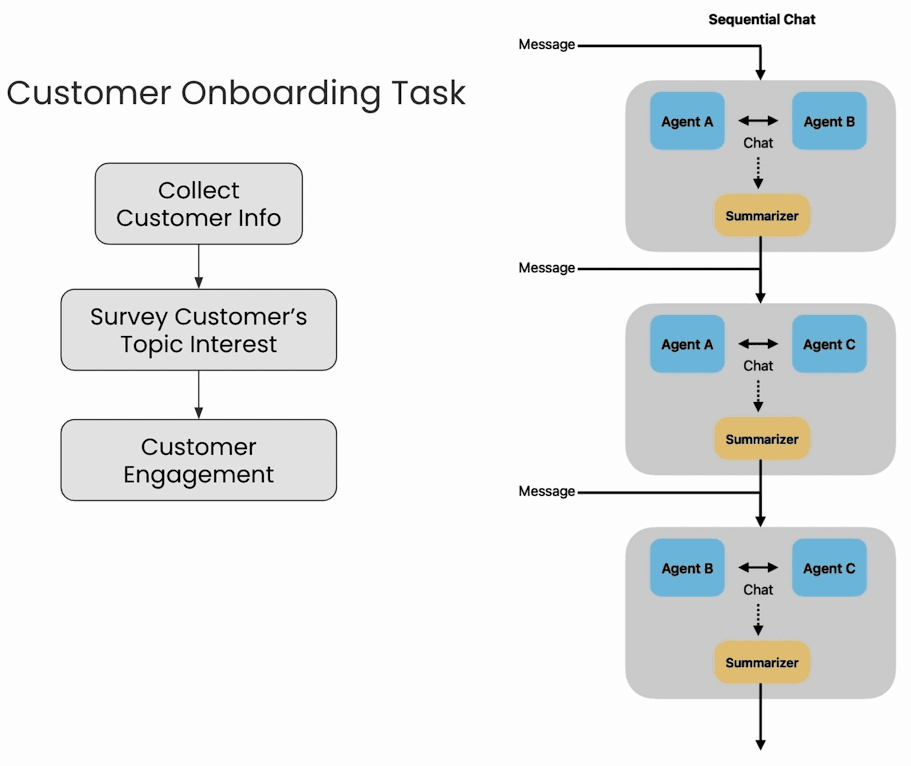 Customer Onboarding Task
Collect
Customer Info
Survey Customer's
Topic Interest
Customer
Engagement
Sequential Chat
Message
Agent A
Agent B
Chat
Summarizer
Message
Agent A
Agent C
Chat
Summarizer
Message
Agent B
Agent C
Chat
Summarizer